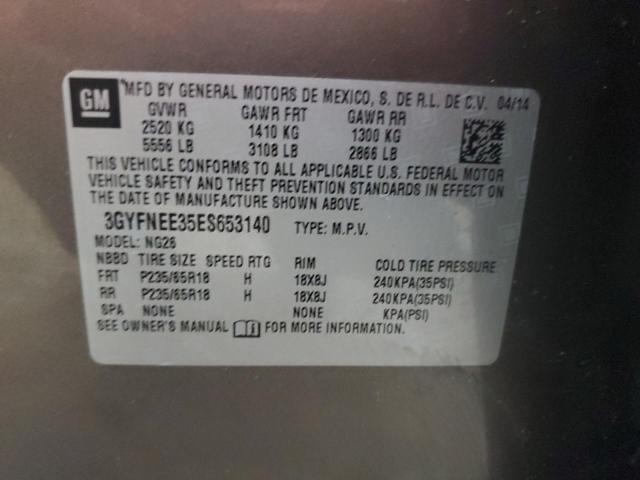 GM
MFD BY GENERAL MOTORS DE MEXICO, S. DE R.L. DE C.V. 04/14
GVWR GAWR FRT GAWR RR
2520 KG 1410 KG 1300 KG
5556 LB 3108 LB 2866 LB
THIS VEHICLE CONFORMS TO ALL APPLICABLE U.S. FEDERAL MOTOR
VEHICLE SAFETY AND THEFT PREVENTION STANDARDS IN EFFECT ON
THE DATE OF MANUFACTURE SHOWN ABOVE.
3GYFNEE35ES653140 TYPE: M.P.V.
MODEL: NG26
NBBD TIRE SIZE SPEED RTG RIM COLD TIRE PRESSURE
FRT P235/65R18 H 18X8J 240KPA(35PSI)
RR P235/65R18 H 18X8J 240KPA(35PSI)
SPA NONE NONE KPA(PSI)
SEE OWNER'S MANUAL FOR MORE INFORMATION.